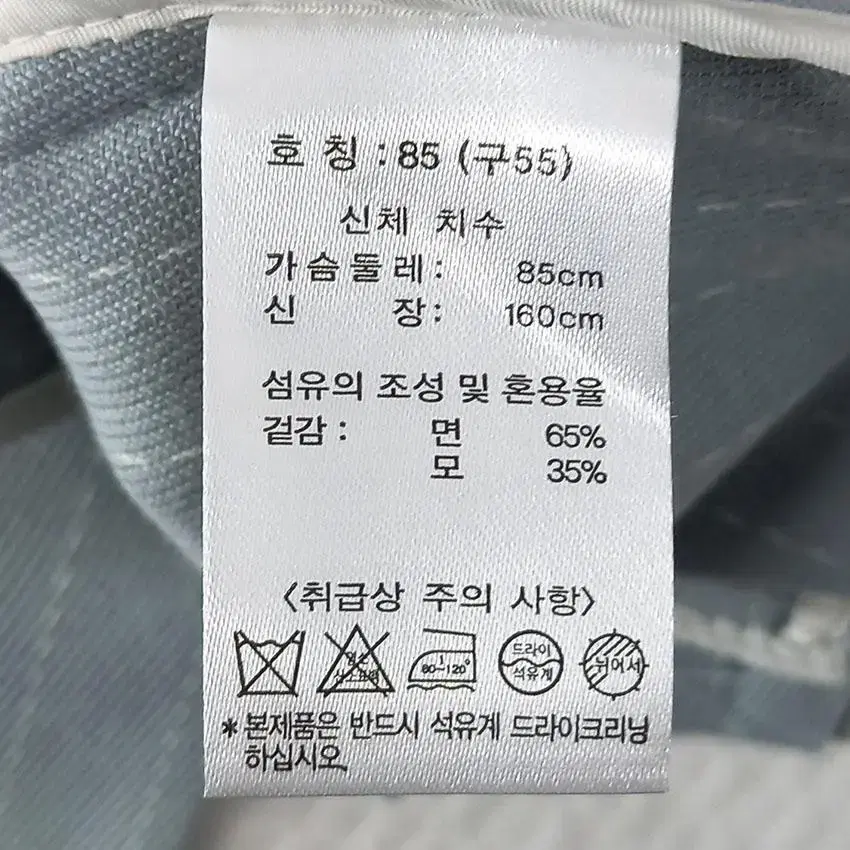 호 칭 : 85 (구55)
신체 치수
가슴둘레 : 85cm
신 장 : 160cm
섬유의 조성 및 혼용율
겉감 : 면 65%
모 35%
<취급상 주의 사항>
80~120°
드라이
석유계
뉘어서
*본제품은 반드시 석유계 드라이크리닝
하십시오.